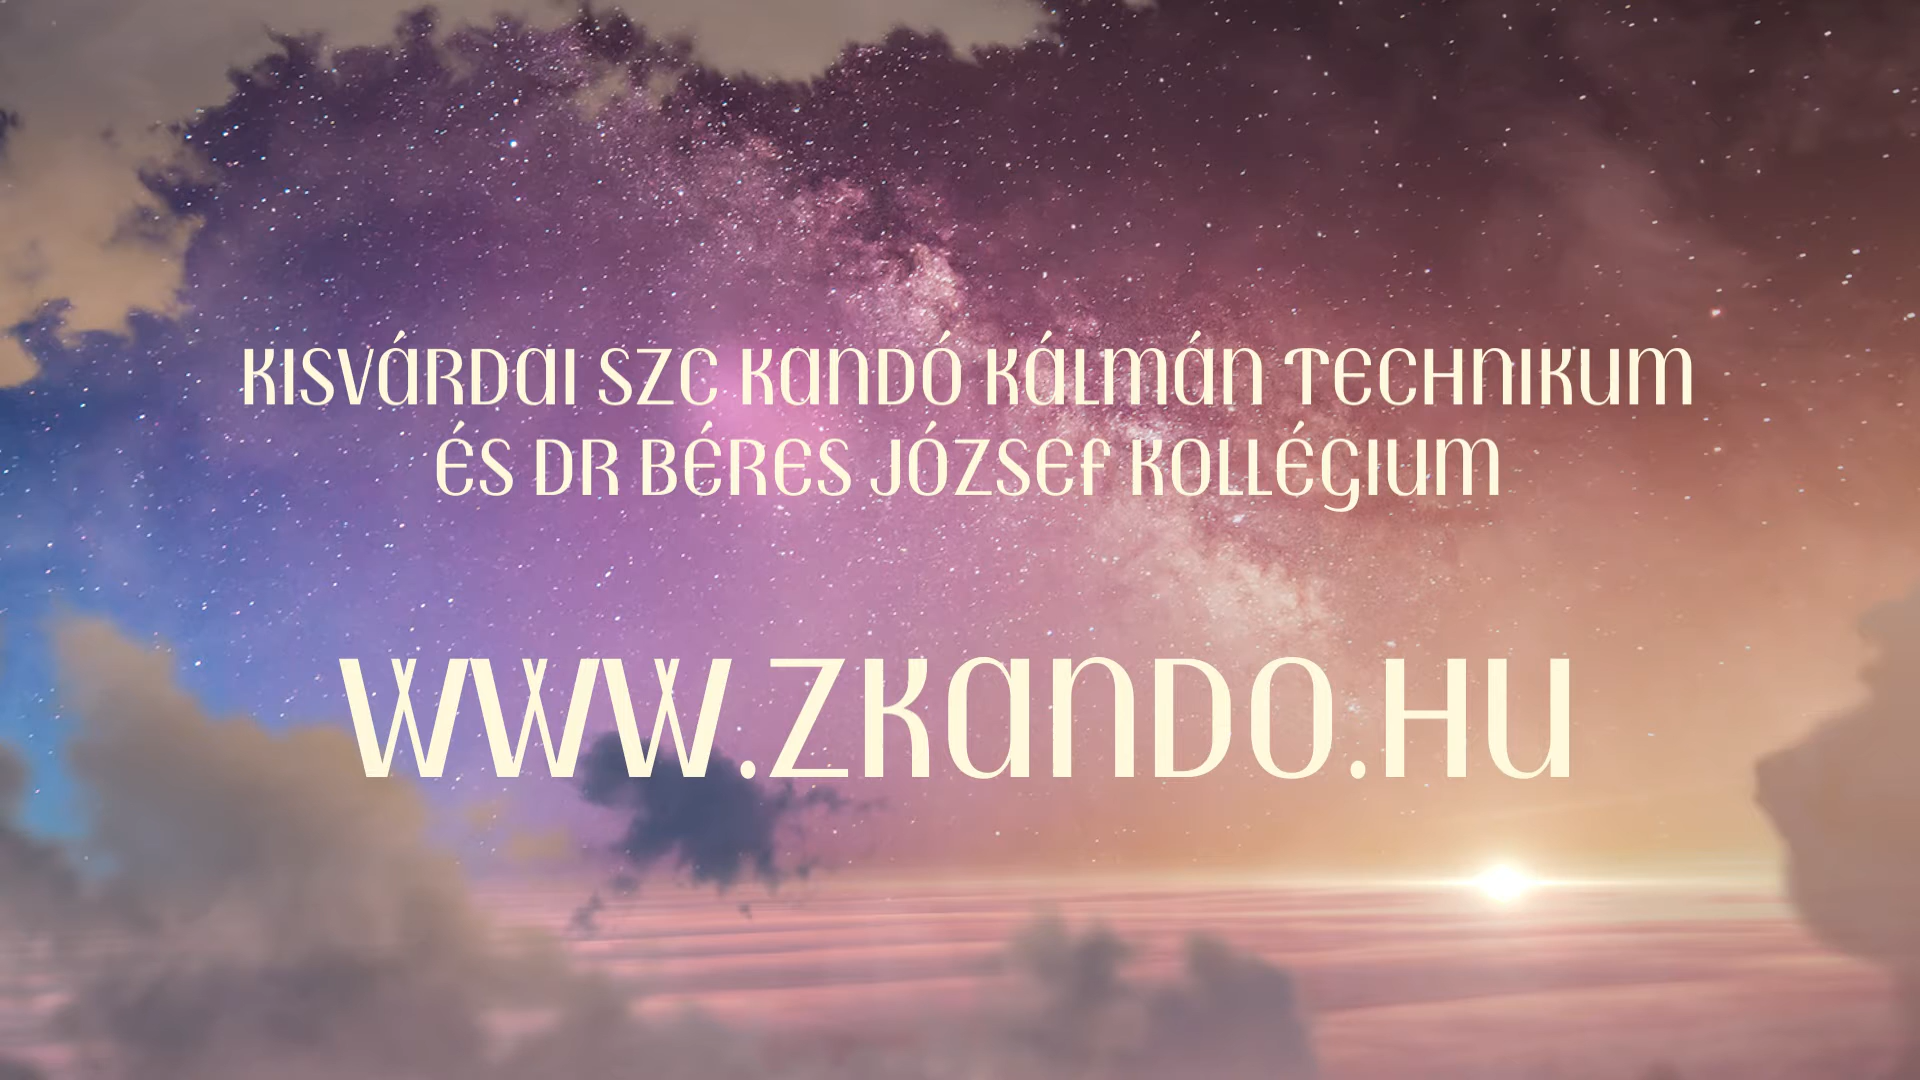 KISVÁRDAI SZC KANDÓ KÁLMÁN TECHNIKUM
ÉS DR BÉRES JÓZSEF KOLLÉGIUM
WWW.ZKANDO.HU